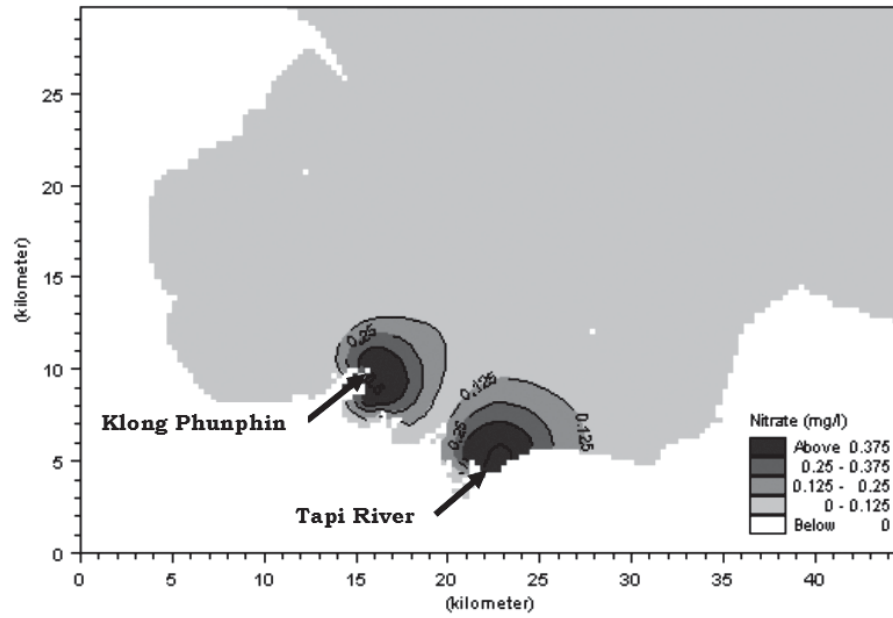 25
20
15
10
5
0
(kilometer)
0.25
0.125
0.125
0.25
Klong Phunphin
Tapi River
Nitrate (mg/l)
Above 0.375
0.25 - 0.375
0.125 - 0.25
0 - 0.125
Below 0
0 5 10 15 20 25 30 35 40
(kilometer)